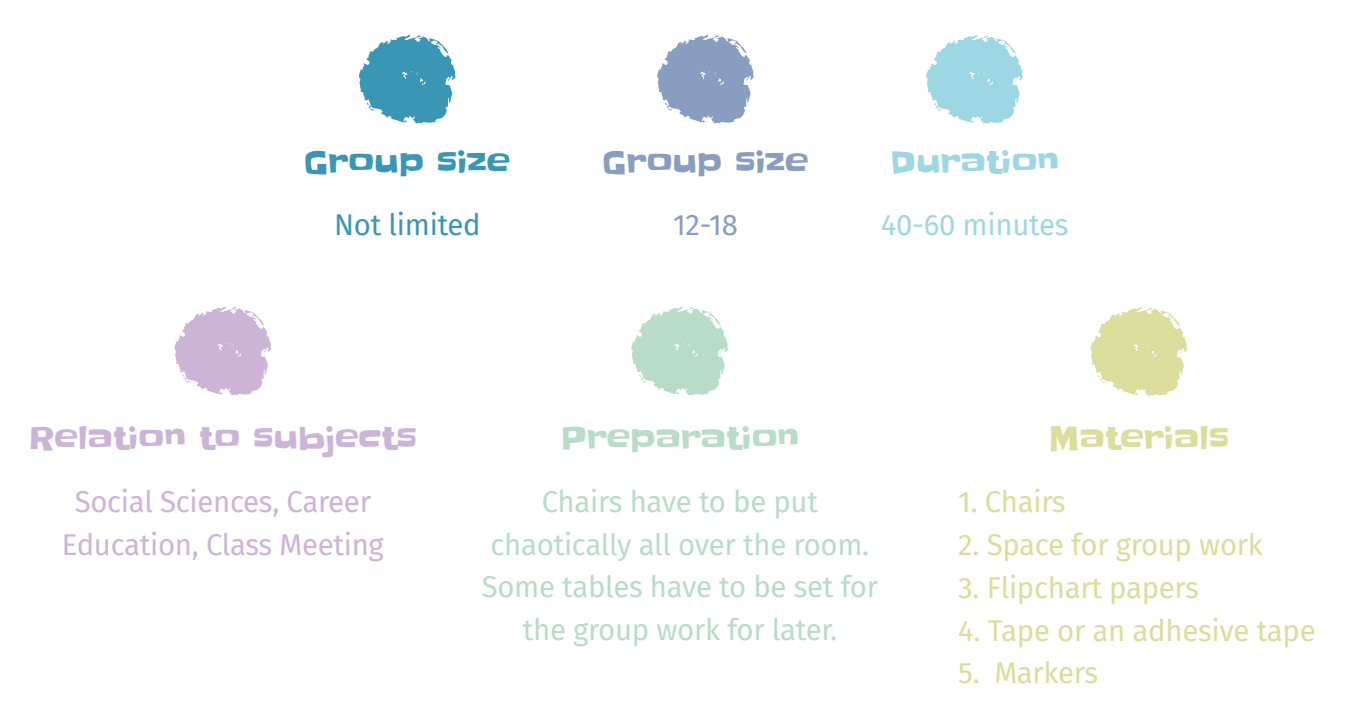 Group size
Not limited
Group size
12-18
Duration
40-60 minutes
Relation to subjects
Social Sciences, Career
Education, Class Meeting
Preparation
Chairs have to be put
chaotically all over the room.
Some tables have to be set for
the group work for later.
Materials
1. Chairs
2. Space for group work
3. Flipchart papers
4. Tape or an adhesive tape
5. Markers